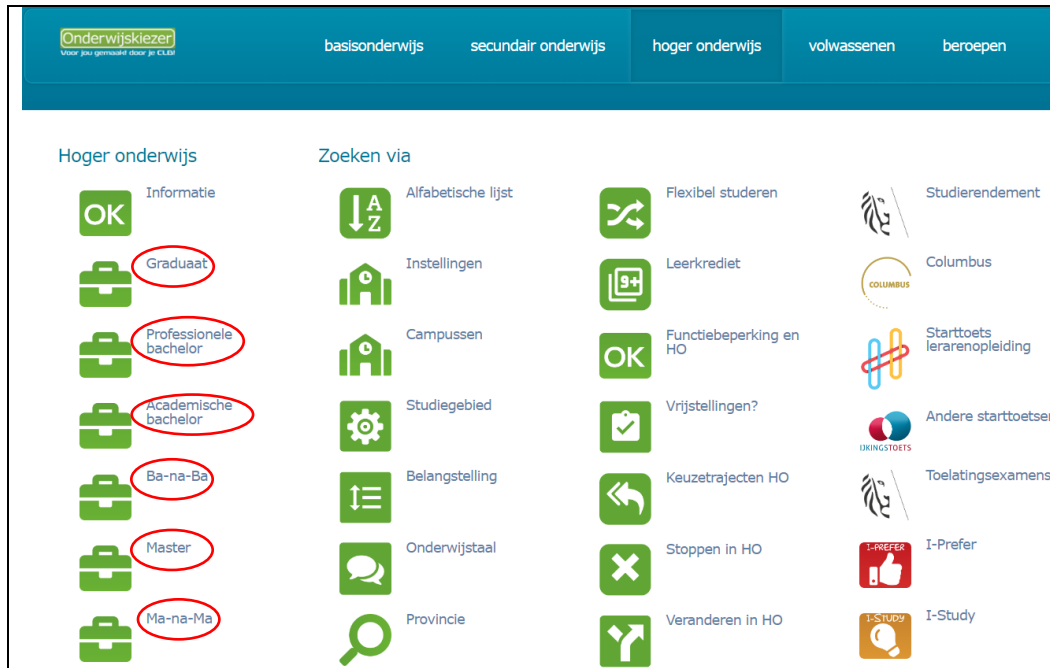 Onderwijskiezer
Voor jou gemaakt door je CLB!
basisonderwijs
secundair onderwijs
hoger onderwijs
volwassenen
beroepen
Hoger onderwijs
Zoeken via
OK
Informatie
A
Z
Alfabetische lijst
Flexibel studeren
Studierendement
Graduaat
Instellingen
9+
Leerkrediet
COLUMBUS
Columbus
Professionele
bachelor
Campussen
OK
Functiebeperking en
HO
Starttoets
lerarenopleiding
Academische
bachelor
Studiegebied
Vrijstellingen?
IJKINGSTOETS
Andere starttoetsen
Ba-na-Ba
Belangstelling
Keuzetrajecten HO
Toelatingsexamens
Master
Onderwijstaal
Stoppen in HO
I-PREFER
I-Prefer
Ma-na-Ma
Provincie
Veranderen in HO
I-STUDY
I-Study